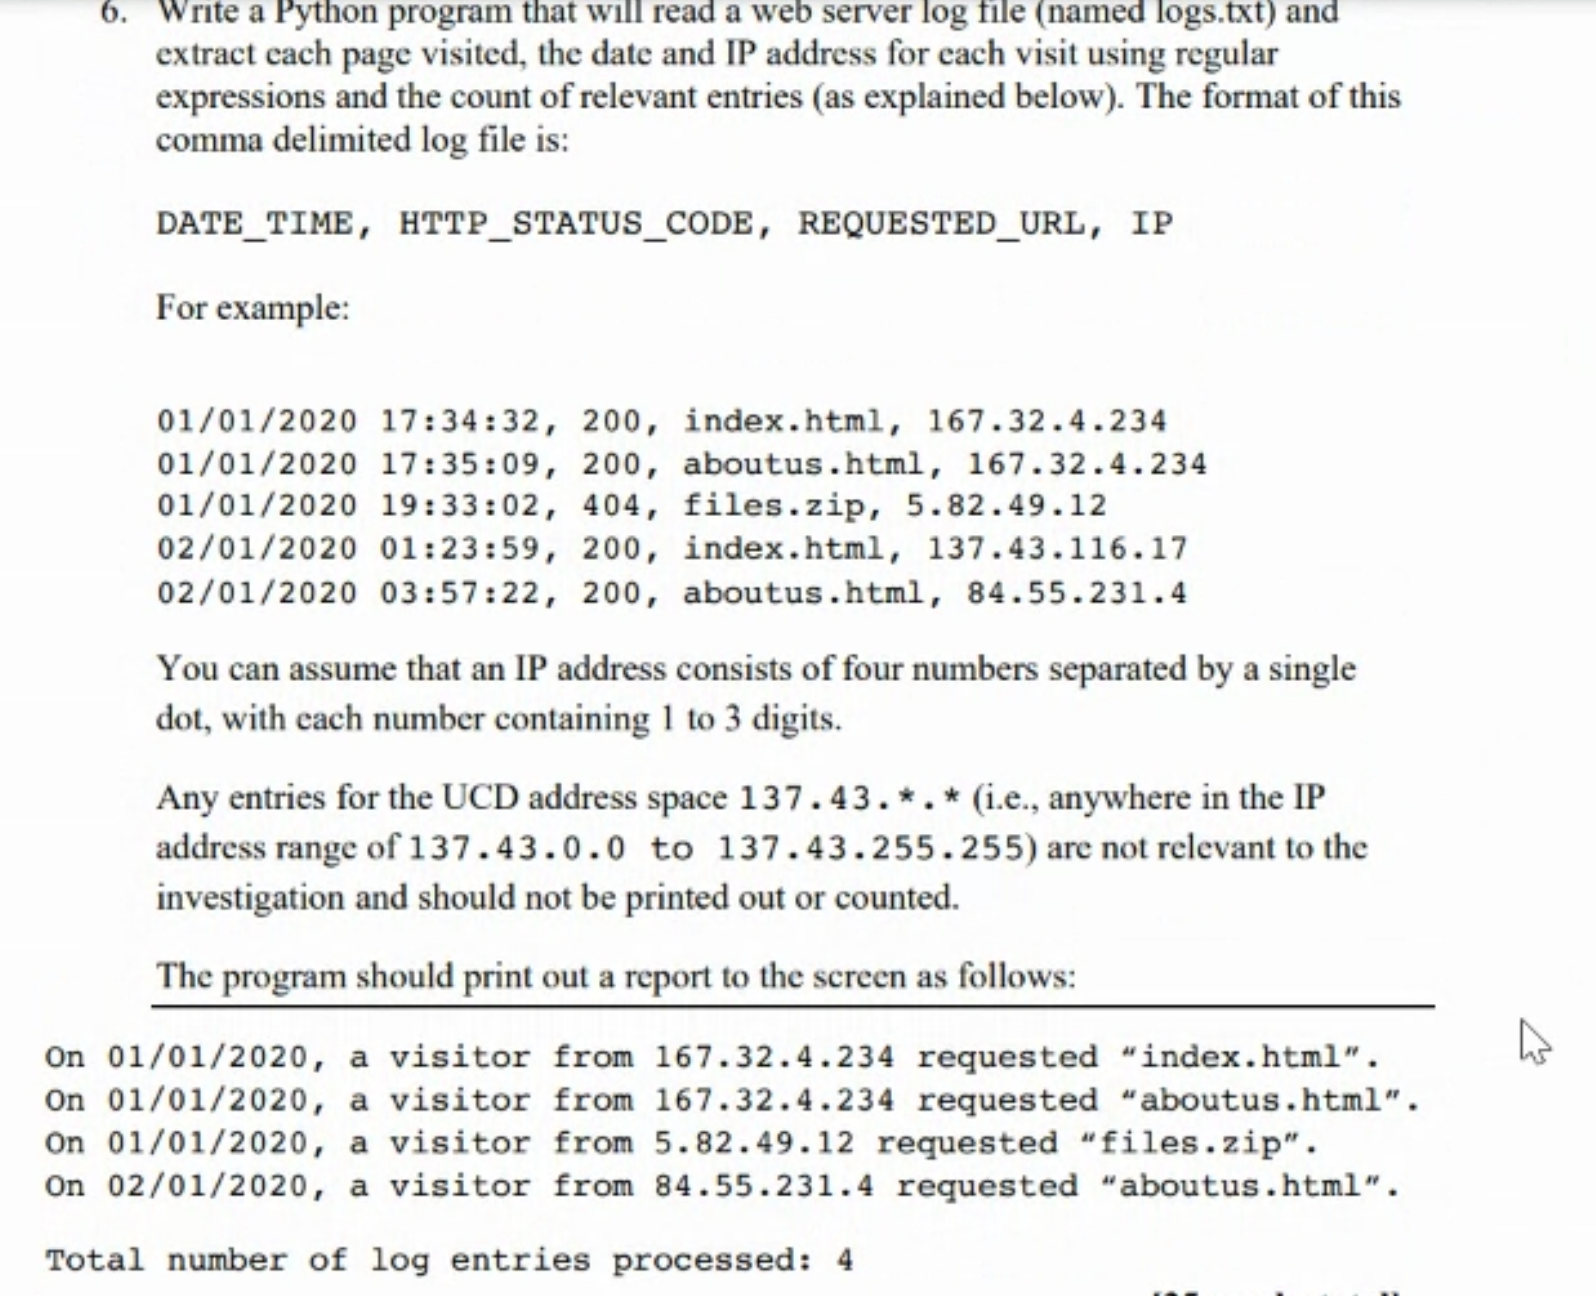 6. Write a Python program that will read a web server log file (named logs.txt) and
extract each page visited, the date and IP address for each visit using regular
expressions and the count of relevant entries (as explained below). The format of this
comma delimited log file is:
DATE_TIME, HTTP_STATUS_CODE, REQUESTED_URL, IP
For example:
01/01/2020 17:34:32, 200, index.html, 167.32.4.234
01/01/2020 17:35:09, 200, aboutus.html, 167.32.4.234
01/01/2020 19:33:02, 404, files.zip, 5.82.49.12
02/01/2020 01:23:59, 200, index.html, 137.43.116.17
02/01/2020 03:57:22, 200, aboutus.html, 84.55.231.4
You can assume that an IP address consists of four numbers separated by a single
dot, with each number containing 1 to 3 digits.
Any entries for the UCD address space 137.43.*.* (i.e., anywhere in the IP
address range of 137.43.0.0 to 137.43.255.255) are not relevant to the
investigation and should not be printed out or counted.
The program should print out a report to the screen as follows:
On 01/01/2020, a visitor from 167.32.4.234 requested “index.html”.
On 01/01/2020, a visitor from 167.32.4.234 requested “aboutus.html”.
On 01/01/2020, a visitor from 5.82.49.12 requested “files.zip”.
On 02/01/2020, a visitor from 84.55.231.4 requested “aboutus.html”.
Total number of log entries processed: 4